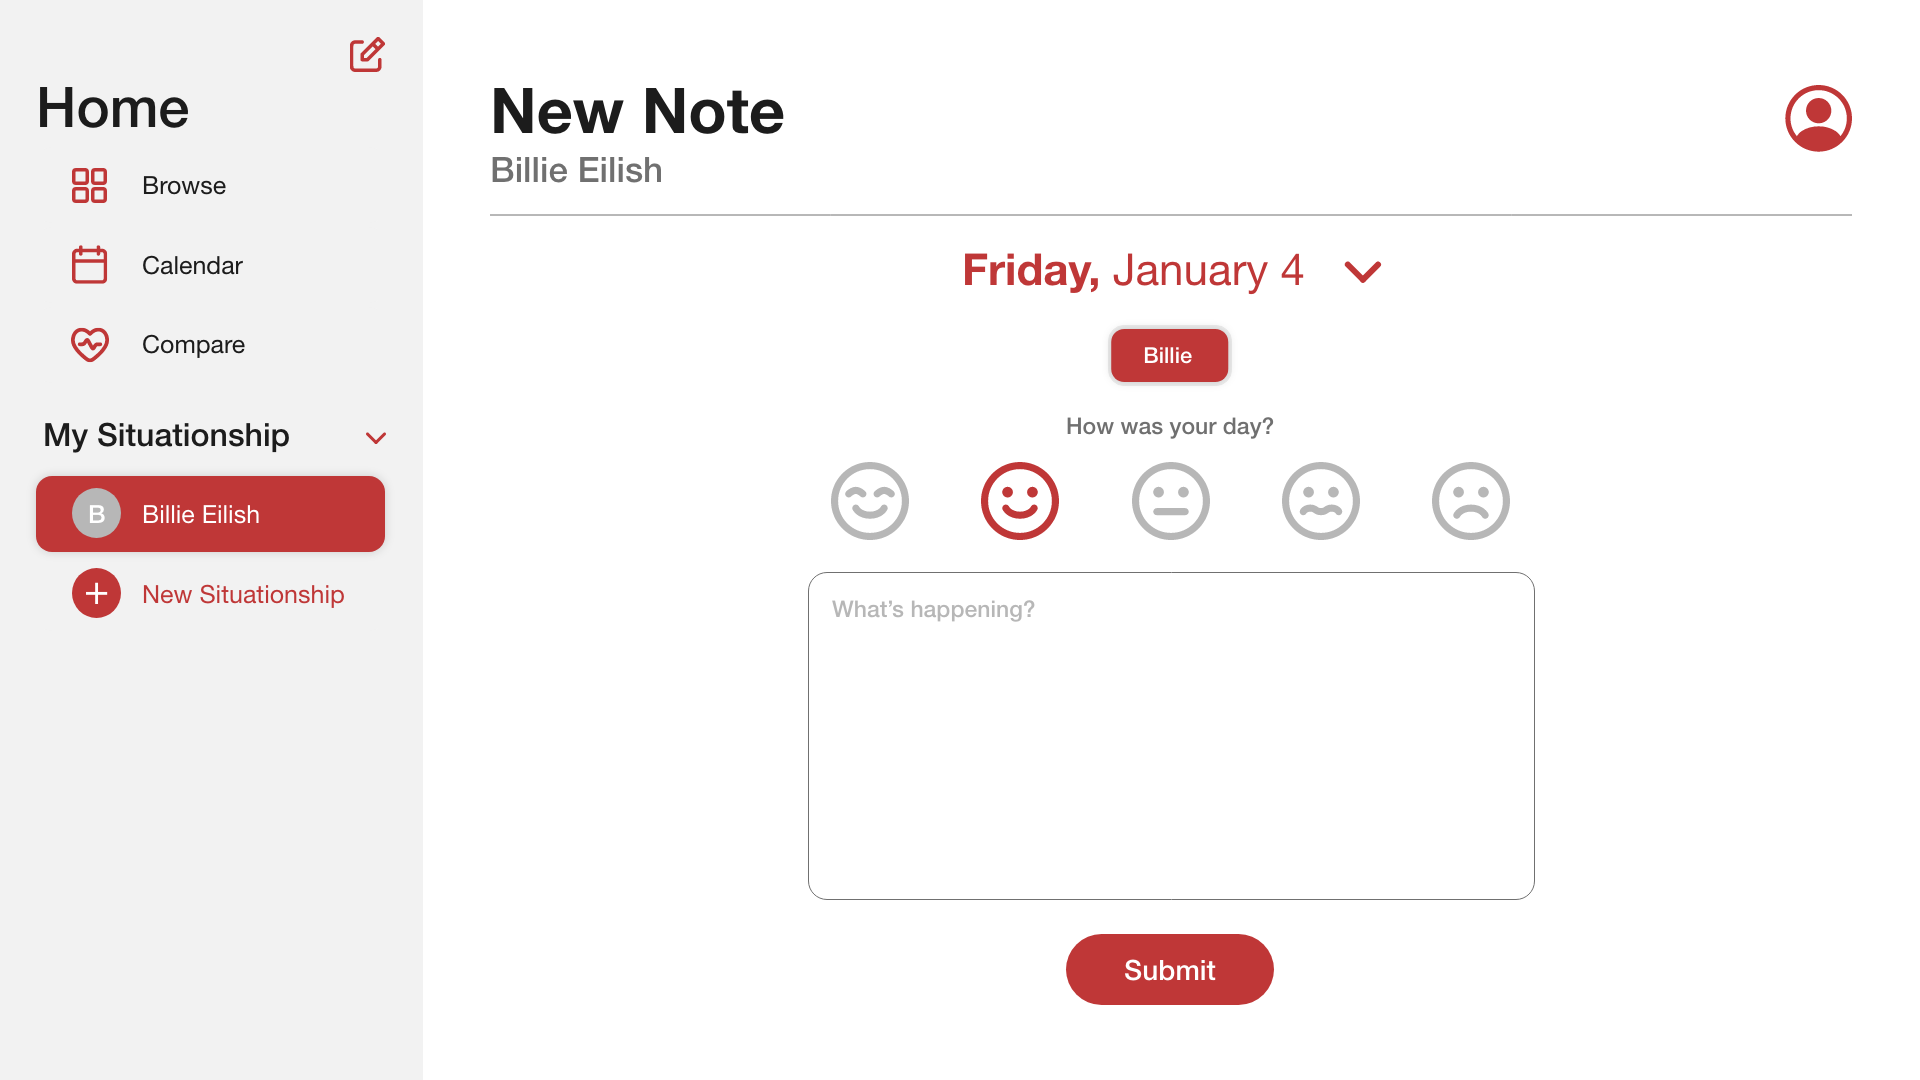 Home
Browse
Calendar
Compare
My Situationship
B
Billie Eilish
New Situationship
New Note
Billie Eilish
Friday, January 4
Billie
How was your day?
What’s happening?
Submit